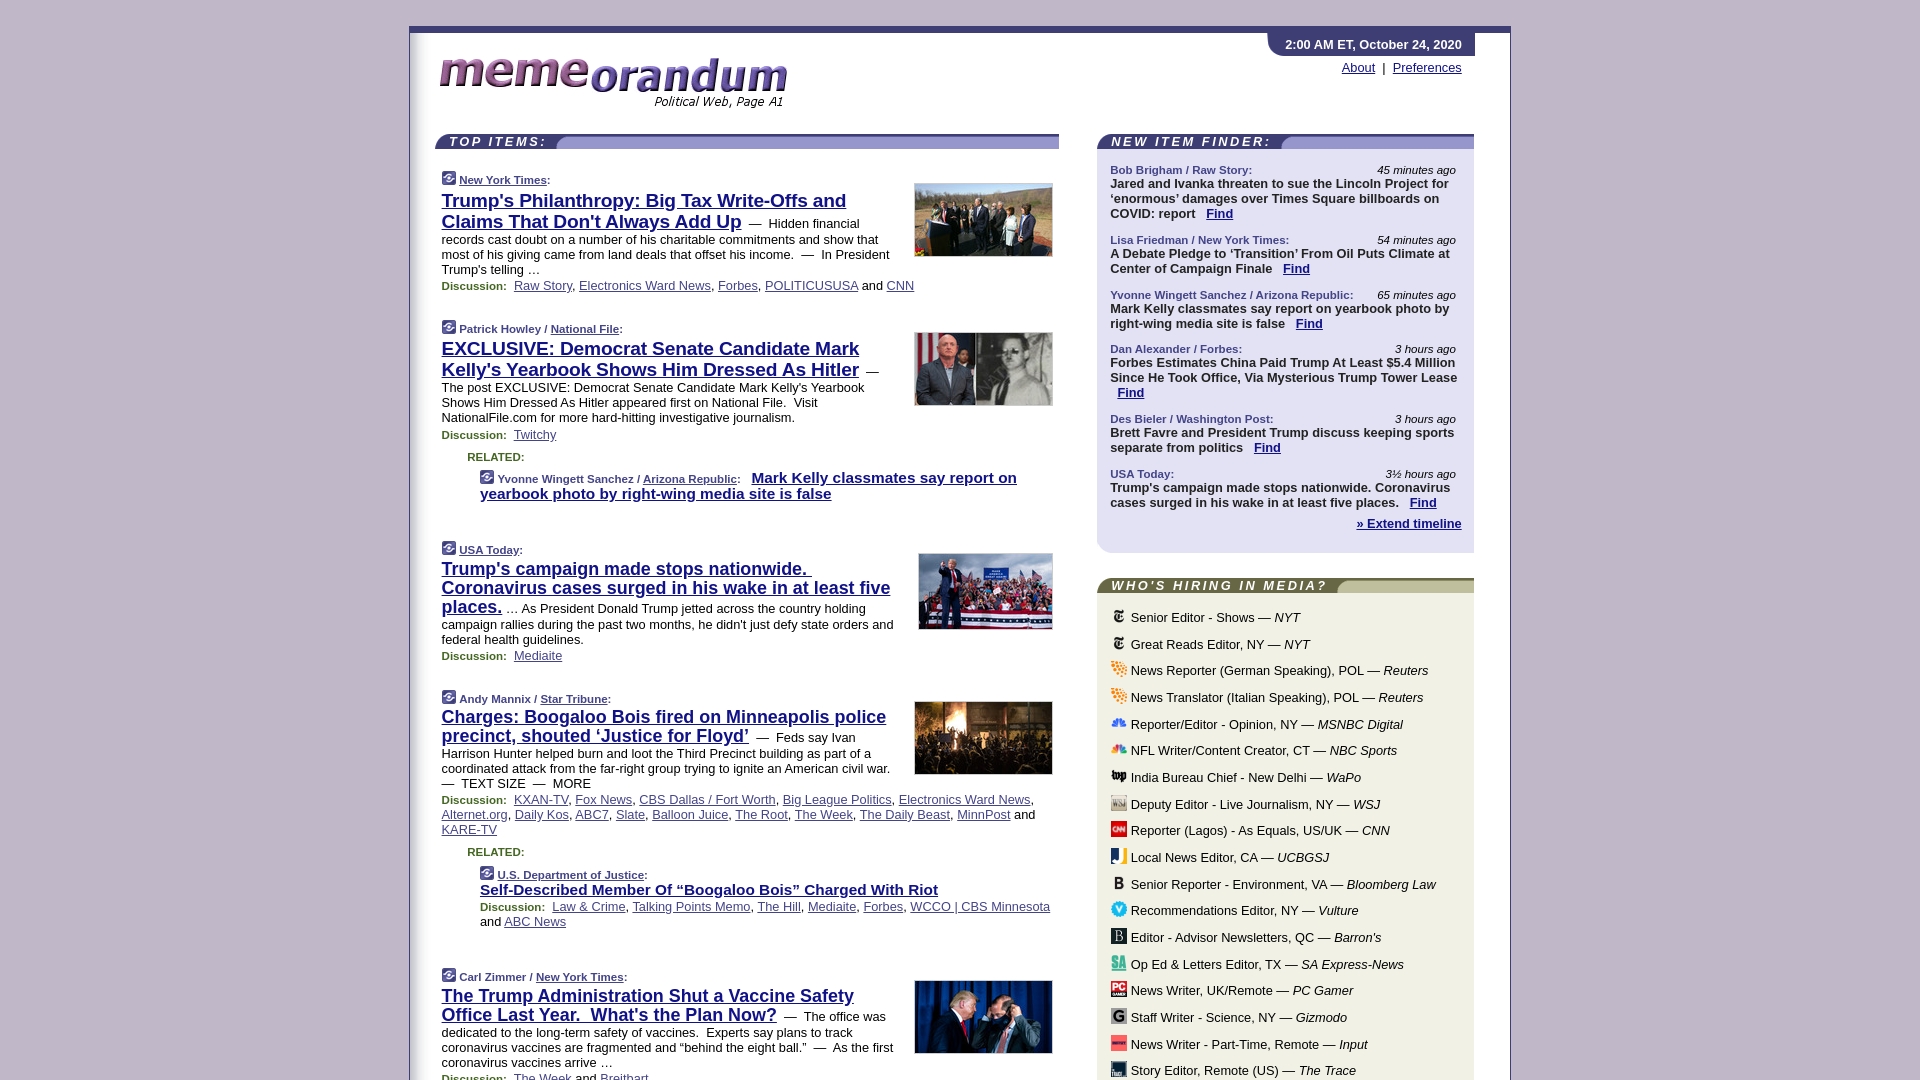 2:00 AM ET, October 24, 2020
memeorandum
Political Web, Page A1
About | Preferences
TOP ITEMS:
New York Times:
Trump's Philanthropy: Big Tax Write-Offs and
Claims That Don't Always Add Up — Hidden financial
records cast doubt on a number of his charitable commitments and show that
most of his giving came from land deals that offset his income. — In President
Trump's telling …
Discussion: Raw Story, Electronics Ward News, Forbes, POLITICUSUSA and CNN
Patrick Howley / National File:
EXCLUSIVE: Democrat Senate Candidate Mark
Kelly's Yearbook Shows Him Dressed As Hitler —
The post EXCLUSIVE: Democrat Senate Candidate Mark Kelly's Yearbook
Shows Him Dressed As Hitler appeared first on National File. Visit
NationalFile.com for more hard-hitting investigative journalism.
Discussion: Twitchy
RELATED:
Yvonne Wingett Sanchez / Arizona Republic: Mark Kelly classmates say report on
yearbook photo by right-wing media site is false
USA Today:
Trump's campaign made stops nationwide.
Coronavirus cases surged in his wake in at least five
places. … As President Donald Trump jetted across the country holding
campaign rallies during the past two months, he didn't just defy state orders and
federal health guidelines.
Discussion: Mediaite
Andy Mannix / Star Tribune:
Charges: Boogaloo Bois fired on Minneapolis police
precinct, shouted ‘Justice for Floyd’ — Feds say Ivan
Harrison Hunter helped burn and loot the Third Precinct building as part of a
coordinated attack from the far-right group trying to ignite an American civil war.
— TEXT SIZE — MORE
Discussion: KXAN-TV, Fox News, CBS Dallas / Fort Worth, Big League Politics, Electronics Ward News,
Alternet.org, Daily Kos, ABC7, Slate, Balloon Juice, The Root, The Week, The Daily Beast, MinnPost and
KARE-TV
RELATED:
U.S. Department of Justice:
Self-Described Member Of “Boogaloo Bois” Charged With Riot
Discussion: Law & Crime, Talking Points Memo, The Hill, Mediaite, Forbes, WCCO | CBS Minnesota
and ABC News
Carl Zimmer / New York Times:
The Trump Administration Shut a Vaccine Safety
Office Last Year. What's the Plan Now? — The office was
dedicated to the long-term safety of vaccines. Experts say plans to track
coronavirus vaccines are fragmented and “behind the eight ball.” — As the first
coronavirus vaccines arrive …
Discussion: The Week and Breitbart
NEW ITEM FINDER:
Bob Brigham / Raw Story: 45 minutes ago
Jared and Ivanka threaten to sue the Lincoln Project for
‘enormous’ damages over Times Square billboards on
COVID: report Find
Lisa Friedman / New York Times: 54 minutes ago
A Debate Pledge to ‘Transition’ From Oil Puts Climate at
Center of Campaign Finale Find
Yvonne Wingett Sanchez / Arizona Republic: 65 minutes ago
Mark Kelly classmates say report on yearbook photo by
right-wing media site is false Find
Dan Alexander / Forbes: 3 hours ago
Forbes Estimates China Paid Trump At Least $5.4 Million
Since He Took Office, Via Mysterious Trump Tower Lease
Find
Des Bieler / Washington Post: 3 hours ago
Brett Favre and President Trump discuss keeping sports
separate from politics Find
USA Today: 3½ hours ago
Trump's campaign made stops nationwide. Coronavirus
cases surged in his wake in at least five places. Find
» Extend timeline
WHO'S HIRING IN MEDIA?
Senior Editor - Shows — NYT
Great Reads Editor, NY — NYT
News Reporter (German Speaking), POL — Reuters
News Translator (Italian Speaking), POL — Reuters
Reporter/Editor - Opinion, NY — MSNBC Digital
NFL Writer/Content Creator, CT — NBC Sports
India Bureau Chief - New Delhi — WaPo
Deputy Editor - Live Journalism, NY — WSJ
Reporter (Lagos) - As Equals, US/UK — CNN
Local News Editor, CA — UCBGSJ
Senior Reporter - Environment, VA — Bloomberg Law
Recommendations Editor, NY — Vulture
Editor - Advisor Newsletters, QC — Barron's
Op Ed & Letters Editor, TX — SA Express-News
News Writer, UK/Remote — PC Gamer
Staff Writer - Science, NY — Gizmodo
News Writer - Part-Time, Remote — Input
Story Editor, Remote (US) — The Trace